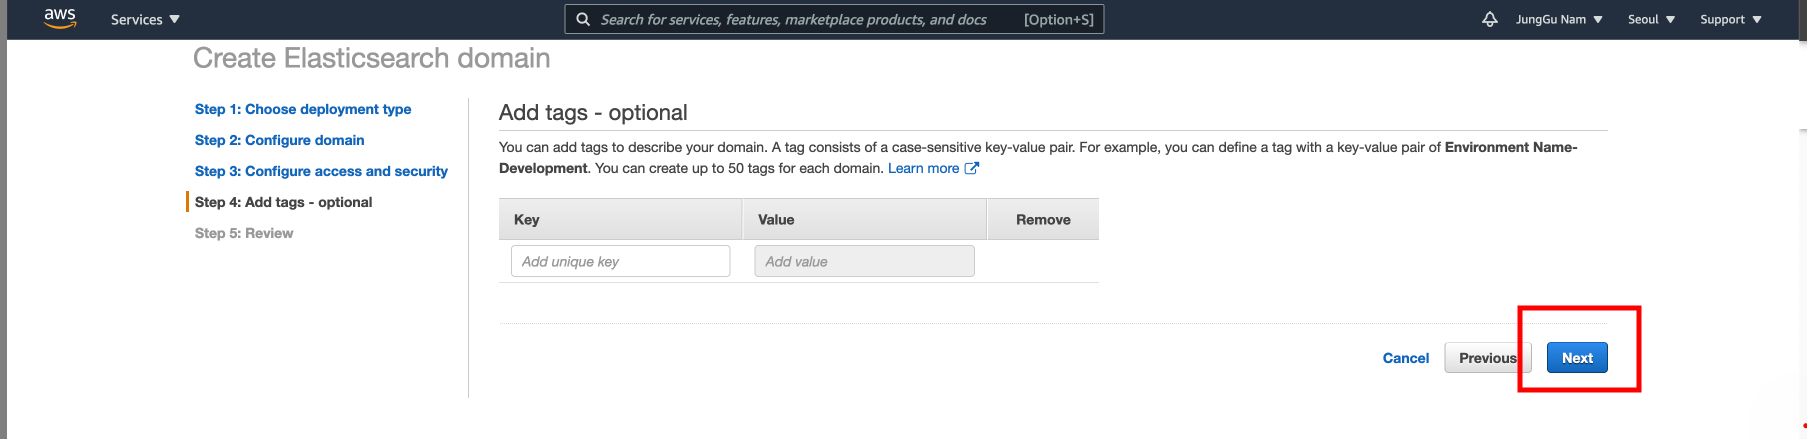 aws
Services
Search for services, features, marketplace products, and docs [Option+S]
JungGu Nam
Seoul
Support
Create Elasticsearch domain
Step 1: Choose deployment type
Step 2: Configure domain
Step 3: Configure access and security
Step 4: Add tags - optional
Step 5: Review
Add tags - optional
You can add tags to describe your domain. A tag consists of a case-sensitive key-value pair. For example, you can define a tag with a key-value pair of Environment Name-
Development. You can create up to 50 tags for each domain. Learn more
Key Value Remove
Add unique key Add value
Cancel Previous Next